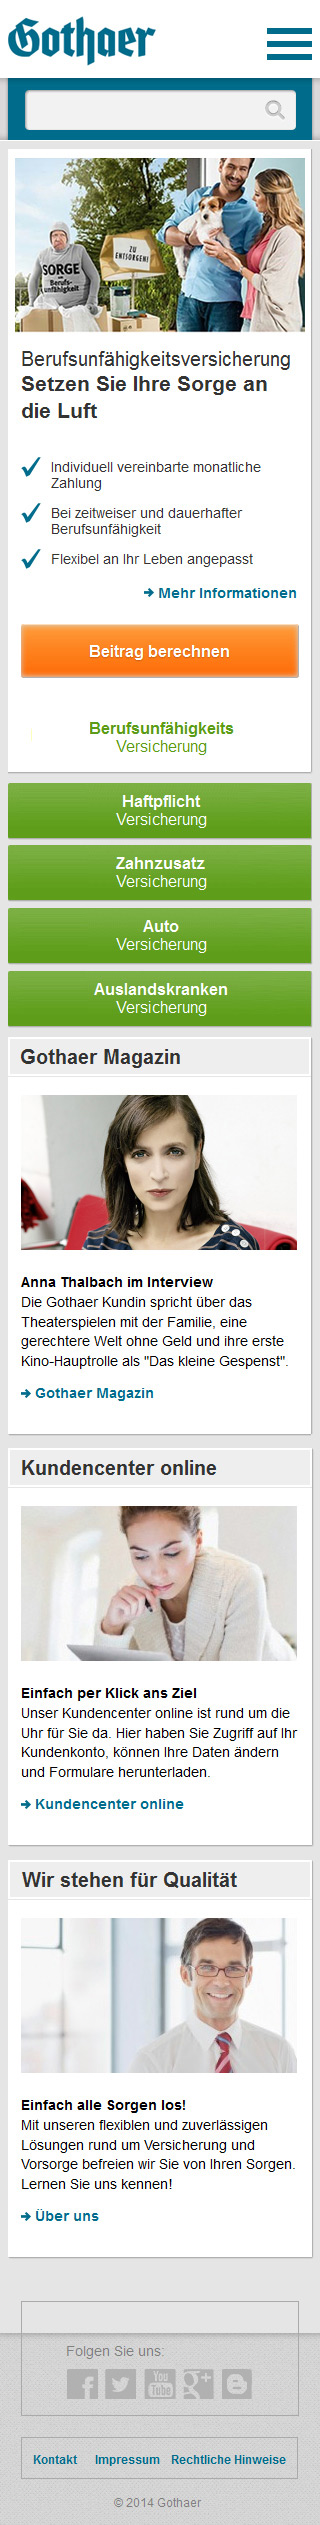 Gothaer
SORGE
Berufs-
unfähigkeit
ZU
ENTSORGEN!
Berufsunfähigkeitsversicherung
Setzen Sie Ihre Sorge an
die Luft
Individuell vereinbarte monatliche
Zahlung
Bei zeitweiser und dauerhafter
Berufsunfähigkeit
Flexibel an Ihr Leben angepasst
Mehr Informationen
Beitrag berechnen
Berufsunfähigkeits
Versicherung
Haftpflicht
Versicherung
Zahnzusatz
Versicherung
Auto
Versicherung
Auslandskranken
Versicherung
Gothaer Magazin
Anna Thalbach im Interview
Die Gothaer Kundin spricht über das
Theaterspielen mit der Familie, eine
gerechtere Welt ohne Geld und ihre erste
Kino-Hauptrolle als "Das kleine Gespenst".
Gothaer Magazin
Kundencenter online
Einfach per Klick ans Ziel
Unser Kundencenter online ist rund um die
Uhr für Sie da. Hier haben Sie Zugriff auf Ihr
Kundenkonto, können Ihre Daten ändern
und Formulare herunterladen.
Kundencenter online
Wir stehen für Qualität
Einfach alle Sorgen los!
Mit unseren flexiblen und zuverlässigen
Lösungen rund um Versicherung und
Vorsorge befreien wir Sie von Ihren Sorgen.
Lernen Sie uns kennen!
Über uns
Folgen Sie uns:
You
Tube
Kontakt Impressum Rechtliche Hinweise
© 2014 Gothaer